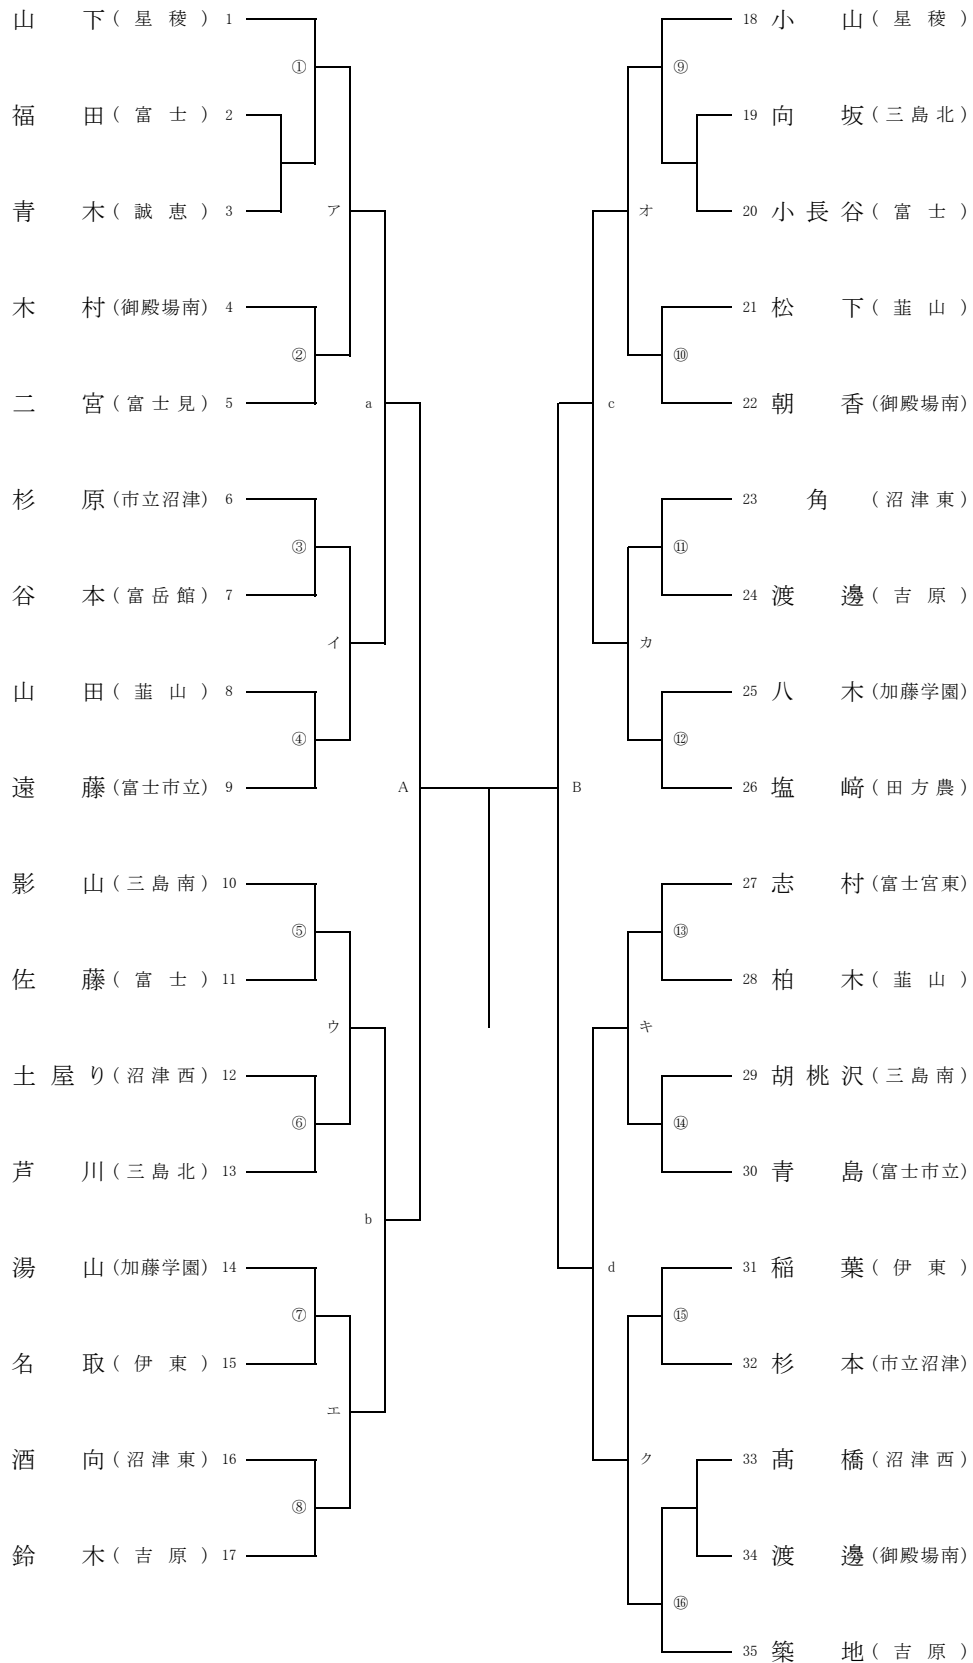 山下(星稜) 1
①
福田(富士) 2
青木(誠恵) 3
ア
木村(御殿場南) 4
②
二宮(富士見) 5
a
杉原(市立沼津) 6
③
谷本(富岳館) 7
イ
山田(韮山) 8
④
遠藤(富士市立) 9
A
影山(三島南) 10
⑤
佐藤(富士) 11
ウ
土屋り(沼津西) 12
⑥
芦川(三島北) 13
b
湯山(加藤学園) 14
⑦
名取(伊東) 15
エ
酒向(沼津東) 16
⑧
鈴木(吉原) 17
18 小山(星稜)
⑨
19 向坂(三島北)
オ
20 小長谷(富士)
21 松下(韮山)
⑩
22 朝香(御殿場南)
c
23 角(沼津東)
⑪
24 渡邊(吉原)
カ
25 八木(加藤学園)
⑫
26 塩﨑(田方農)
B
27 志村(富士宮東)
⑬
28 柏木(韮山)
キ
29 胡桃沢(三島南)
⑭
30 青島(富士市立)
d
31 稲葉(伊東)
⑮
32 杉本(市立沼津)
ク
33 髙橋(沼津西)
34 渡邊(御殿場南)
⑯
35 築地(吉原)